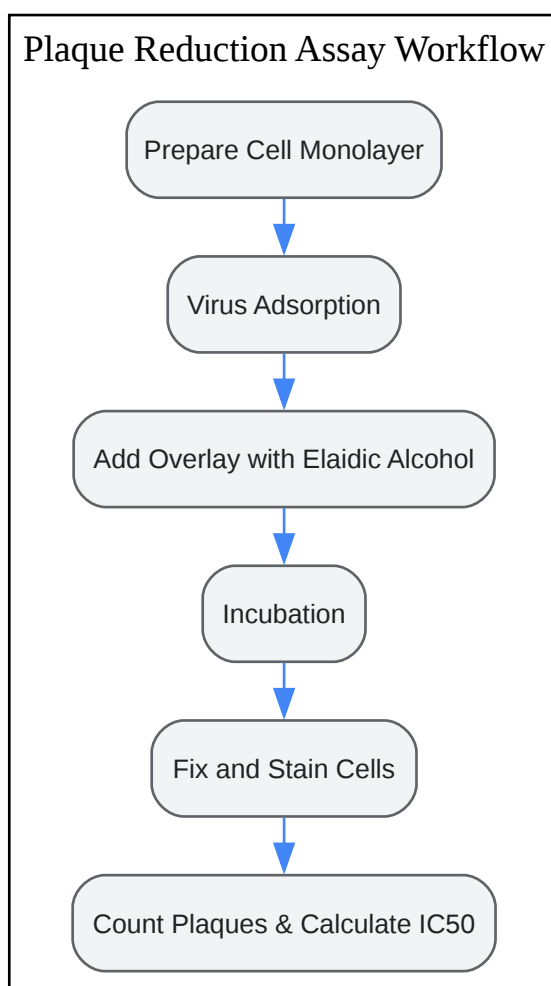 Plaque Reduction Assay Workflow
Prepare Cell Monolayer
Virus Adsorption
Add Overlay with Elaidic Alcohol
Incubation
Fix and Stain Cells
Count Plaques & Calculate IC50